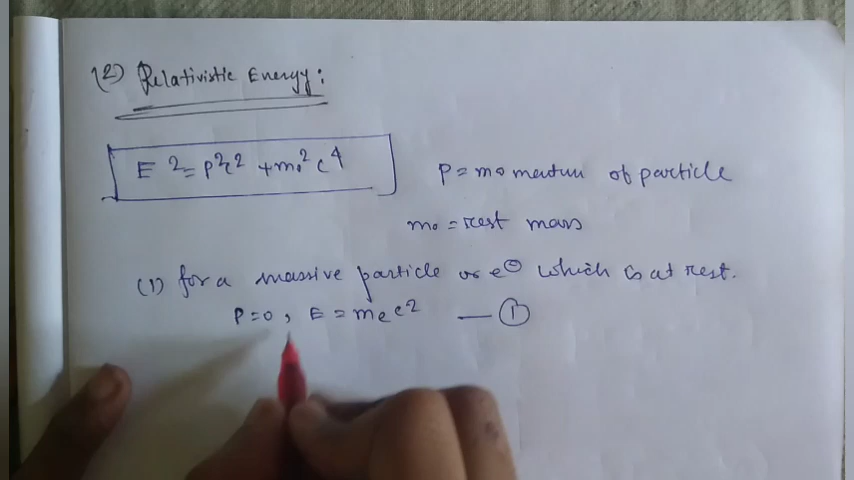 (2) Relativistic Energy:
E² = p²c² + m₀²c⁴
p = momentum of particle
m₀ = rest mass
(1) for a massive particle or e⊖ which is at rest.
P=0, E = mₑc² — ①